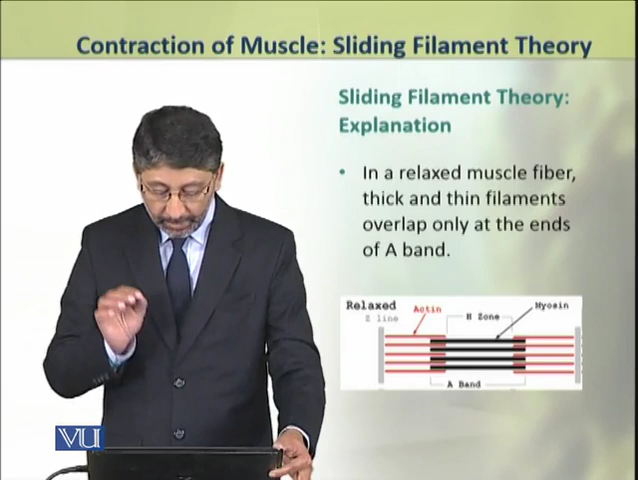 Contraction of Muscle: Sliding Filament Theory
Sliding Filament Theory:
Explanation
• In a relaxed muscle fiber,
thick and thin filaments
overlap only at the ends
of A band.
Relaxed
Z line
Actin
H Zone
Myosin
A Band
VU